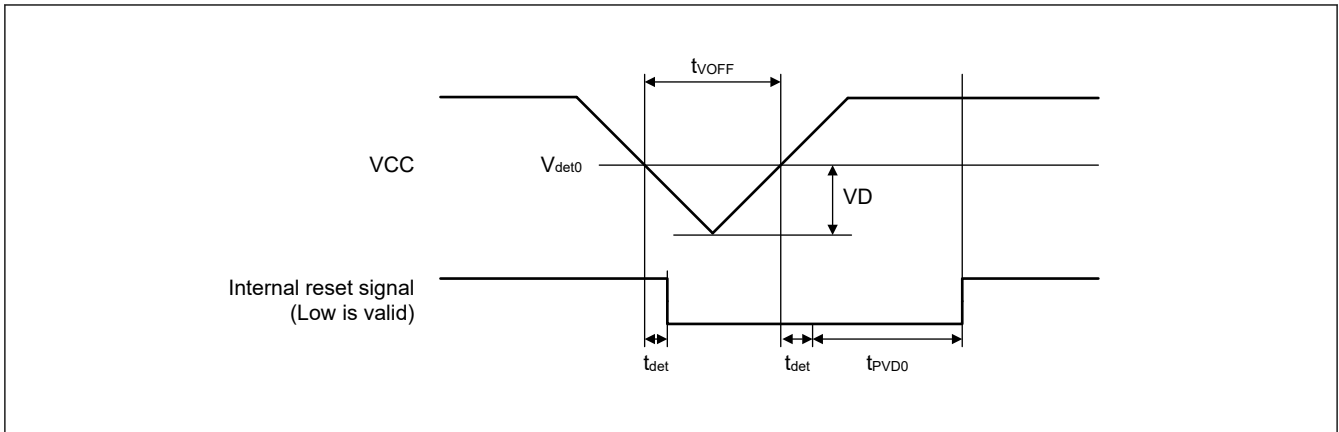 tVOFF
VCC
Vdet0
VD
Internal reset signal
(Low is valid)
tdet
tdet
tPVD0